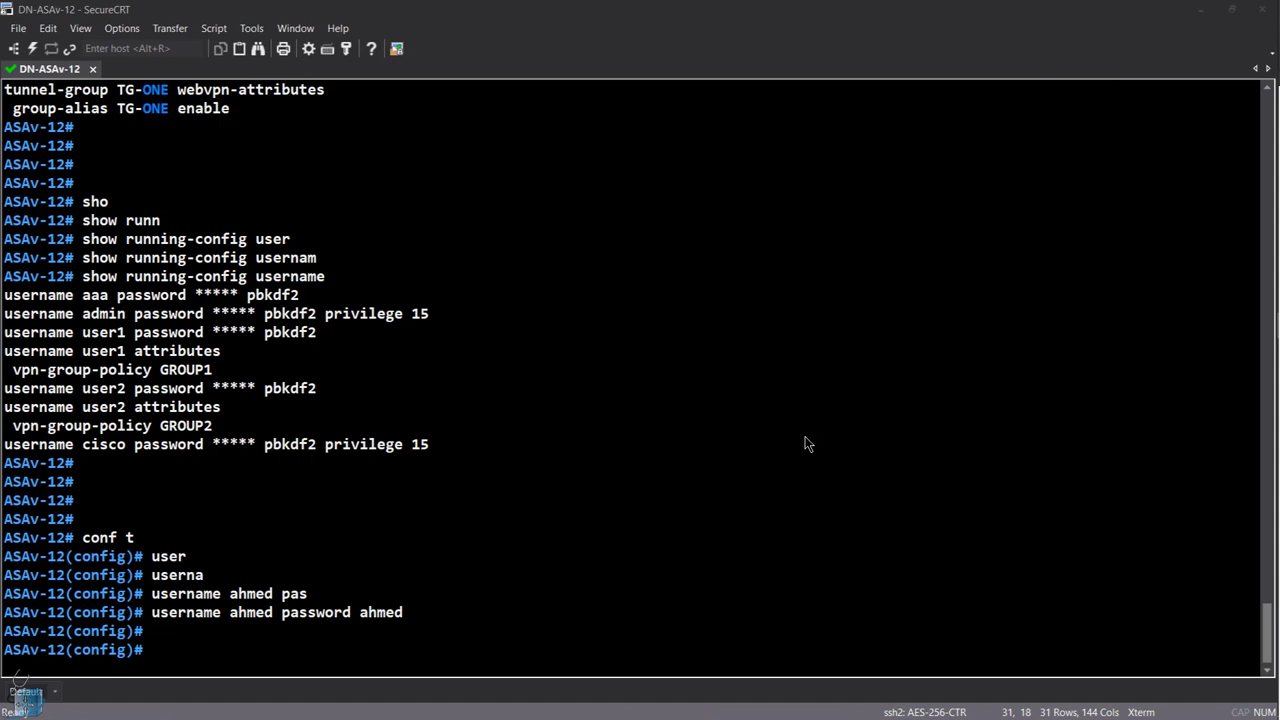 DN-ASAv-12 - SecureCRT
File Edit View Options Transfer Script Tools Window Help
Enter host <Alt+R>
DN-ASAv-12
tunnel-group TG-ONE webvpn-attributes
 group-alias TG-ONE enable
ASAv-12#
ASAv-12#
ASAv-12#
ASAv-12#
ASAv-12# sho
ASAv-12# show runn
ASAv-12# show running-config user
ASAv-12# show running-config usernam
ASAv-12# show running-config username
username aaa password ***** pbkdf2
username admin password ***** pbkdf2 privilege 15
username user1 password ***** pbkdf2
username user1 attributes
 vpn-group-policy GROUP1
username user2 password ***** pbkdf2
username user2 attributes
 vpn-group-policy GROUP2
username cisco password ***** pbkdf2 privilege 15
ASAv-12#
ASAv-12#
ASAv-12#
ASAv-12#
ASAv-12# conf t
ASAv-12(config)# user
ASAv-12(config)# userna
ASAv-12(config)# username ahmed pas
ASAv-12(config)# username ahmed password ahmed
ASAv-12(config)#
ASAv-12(config)#
Default
Ready ssh2: AES-256-CTR 31, 18 31 Rows, 144 Cols Xterm CAP NUM